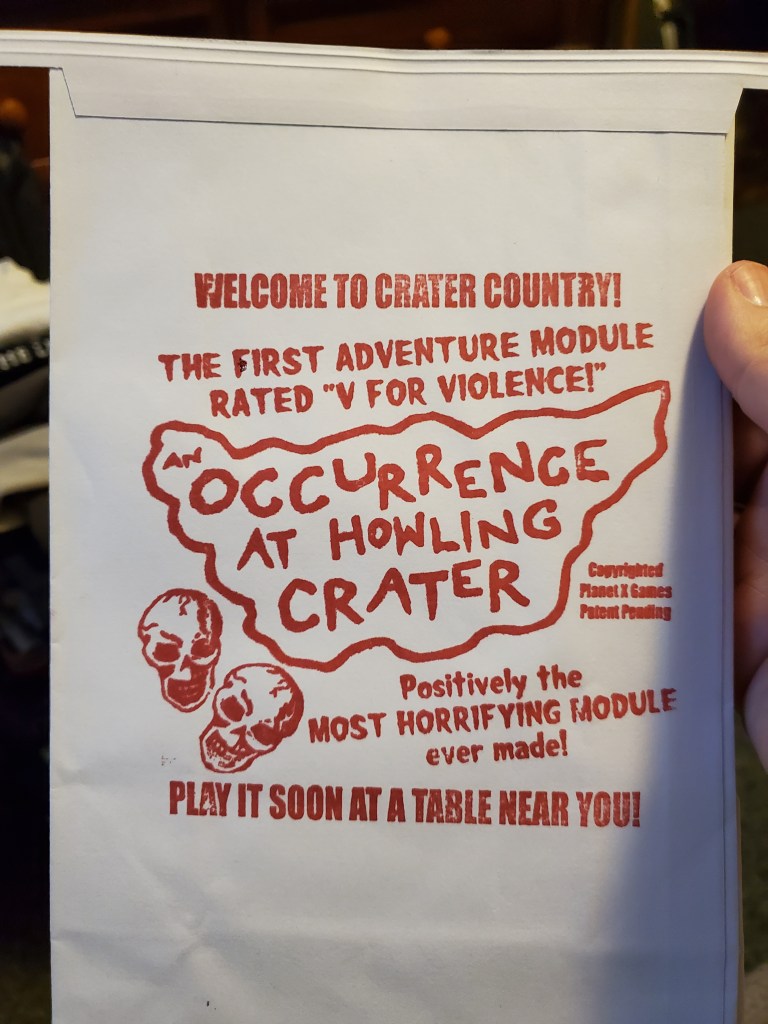 WELCOME TO CRATER COUNTRY!
THE FIRST ADVENTURE MODULE
RATED "V FOR VIOLENCE!"
AN
OCCURRENCE
AT HOWLING
CRATER
Copyrighted
Planet X Games
Patent Pending
Positively the
MOST HORRIFYING MODULE
ever made!
PLAY IT SOON AT A TABLE NEAR YOU!